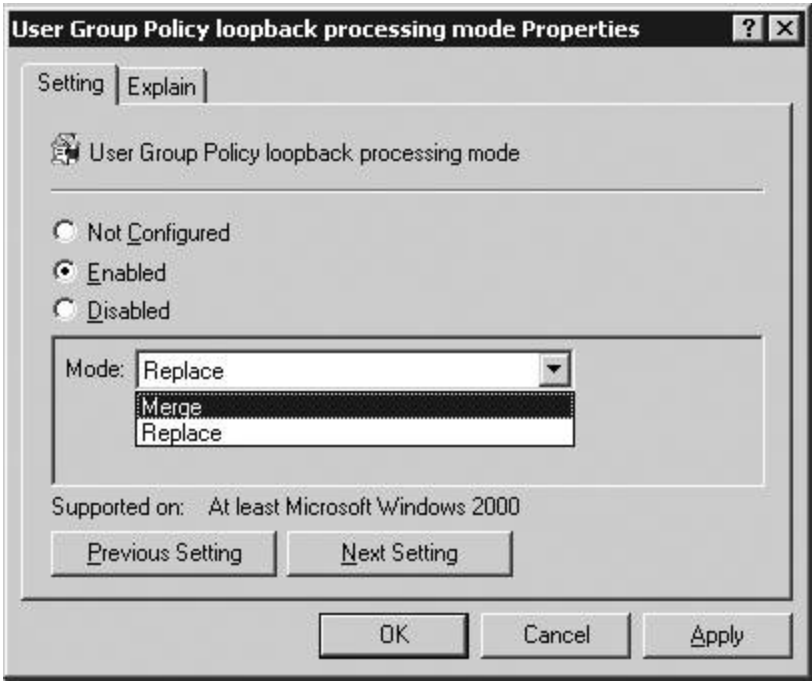 User Group Policy loopback processing mode Properties ? X
Setting Explain
User Group Policy loopback processing mode
Not Configured
Enabled
Disabled
Mode: Replace
Merge
Replace
Supported on: At least Microsoft Windows 2000
Previous Setting Next Setting
OK Cancel Apply